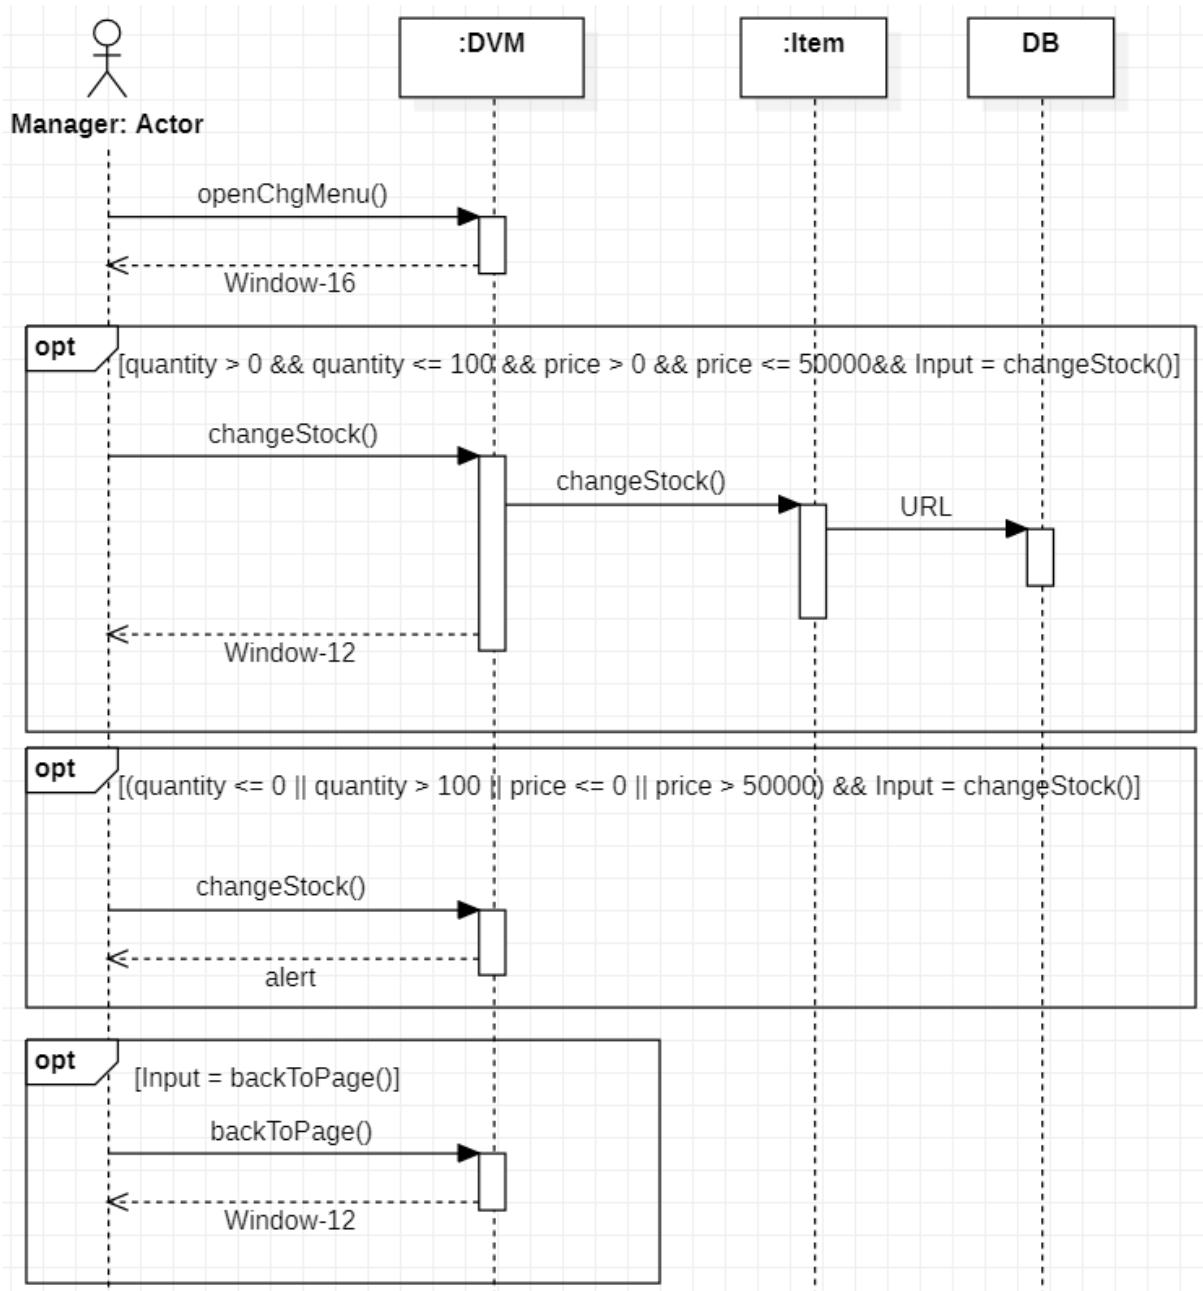 :DVM
:Item
DB
Manager: Actor
openChgMenu()
Window-16
opt
[quantity > 0 && quantity <= 100 && price > 0 && price <= 50000&& Input = changeStock()]
changeStock()
changeStock()
URL
Window-12
opt
[(quantity <= 0 || quantity > 100 || price <= 0 || price > 50000) && Input = changeStock()]
changeStock()
alert
opt
[Input = backToPage()]
backToPage()
Window-12